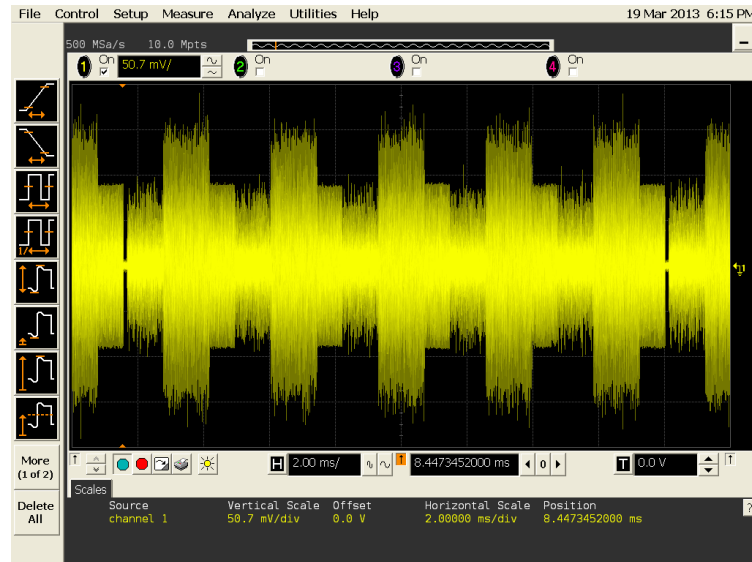 File Control Setup Measure Analyze Utilities Help 19 Mar 2013 6:15 PM
500 MSa/s 10.0 Mpts
1 On 50.7 mV/ 2 On 3 On 4 On
1/
More
(1 of 2)
Delete
All
H 2.00 ms/ 8.4473452000 ms 0 T 0.0 V
Scales
Source Vertical Scale Offset Horizontal Scale Position
channel 1 50.7 mV/div 0.0 V 2.00000 ms/div 8.4473452000 ms
?